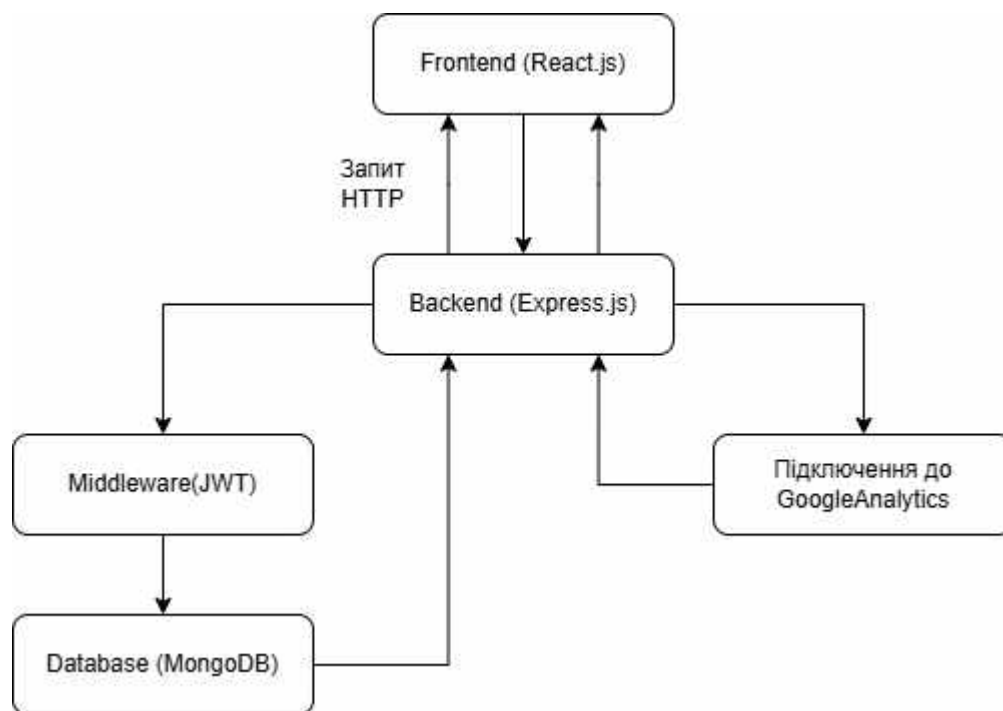 Frontend (React.js)
Запит
HTTP
Backend (Express.js)
Middleware(JWT)
Підключення до
GoogleAnalytics
Database (MongoDB)